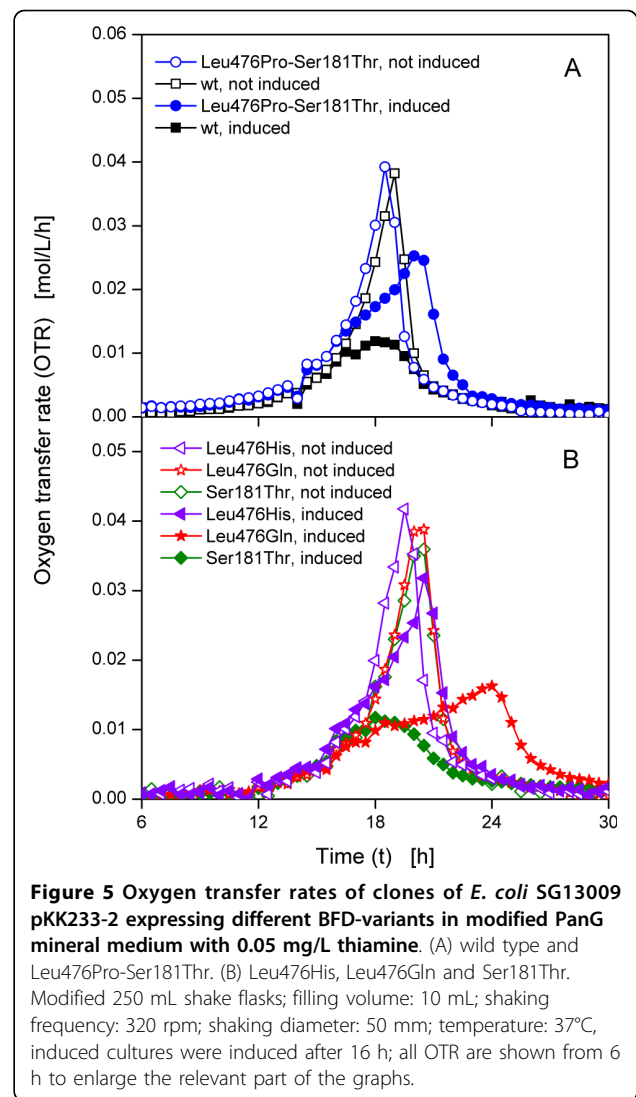 0.06
Leu476Pro-Ser181Thr, not induced
A
wt, not induced
0.05
Leu476Pro-Ser181Thr, induced
wt, induced
0.04
0.03
0.02
0.01
0.00
Leu476His, not induced
B
0.05
Leu476Gln, not induced
Ser181Thr, not induced
Leu476His, induced
0.04
Leu476Gln, induced
Ser181Thr, induced
0.03
0.02
0.01
0.00
Oxygen transfer rate (OTR) [mol/L/h]
6 12 18 24 30
Time (t) [h]
Figure 5 Oxygen transfer rates of clones of E. coli SG13009
pKK233-2 expressing different BFD-variants in modified PanG
mineral medium with 0.05 mg/L thiamine. (A) wild type and
Leu476Pro-Ser181Thr. (B) Leu476His, Leu476Gln and Ser181Thr.
Modified 250 mL shake flasks; filling volume: 10 mL; shaking
frequency: 320 rpm; shaking diameter: 50 mm; temperature: 37°C,
induced cultures were induced after 16 h; all OTR are shown from 6
h to enlarge the relevant part of the graphs.